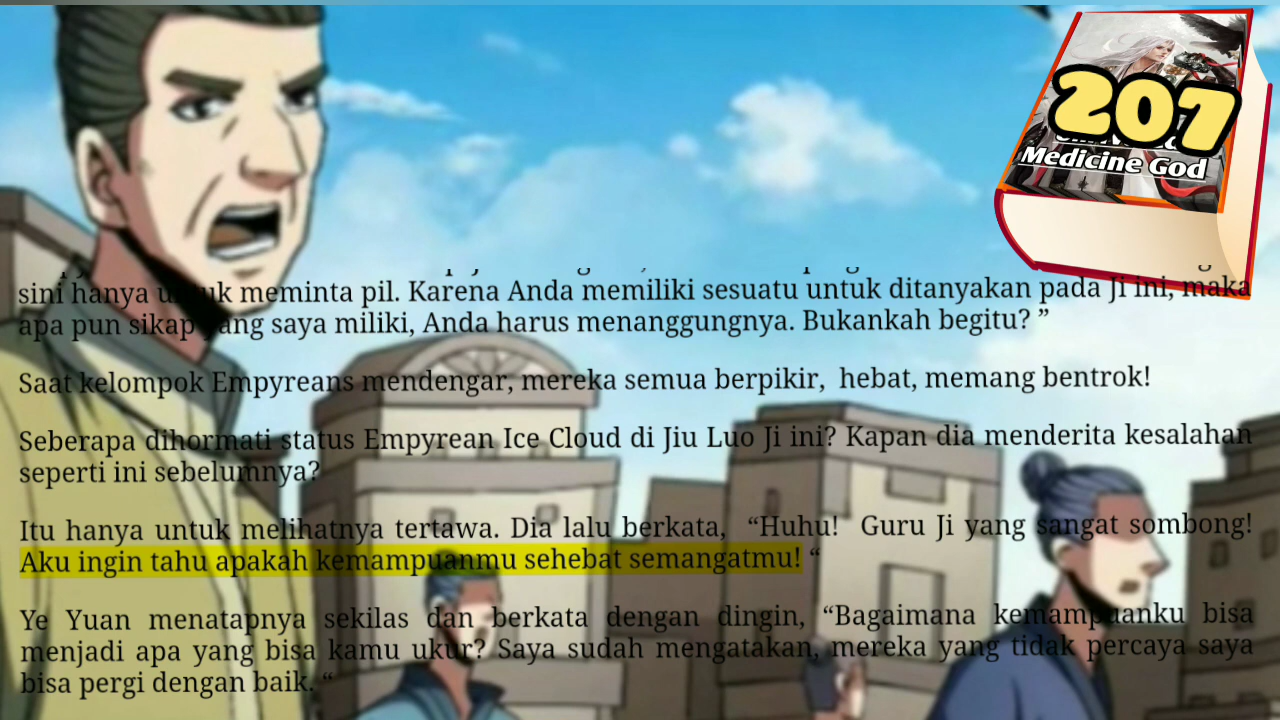 207
Medicine God
sini hanya untuk meminta pil. Karena Anda memiliki sesuatu untuk ditanyakan pada Ji ini, maka
apa pun sikap yang saya miliki, Anda harus menanggungnya. Bukankah begitu? ”
Saat kelompok Empyreans mendengar, mereka semua berpikir, hebat, memang bentrok!
Seberapa dihormati status Empyrean Ice Cloud di Jiu Luo Ji ini? Kapan dia menderita kesalahan
seperti ini sebelumnya?
Itu hanya untuk melihatnya tertawa. Dia lalu berkata, “Huhu! Guru Ji yang sangat sombong!
Aku ingin tahu apakah kemampuanmu sehebat semangatmu! “
Ye Yuan menatapnya sekilas dan berkata dengan dingin, “Bagaimana kemampuanku bisa
menjadi apa yang bisa kamu ukur? Saya sudah mengatakan, mereka yang tidak percaya saya
bisa pergi dengan baik. “